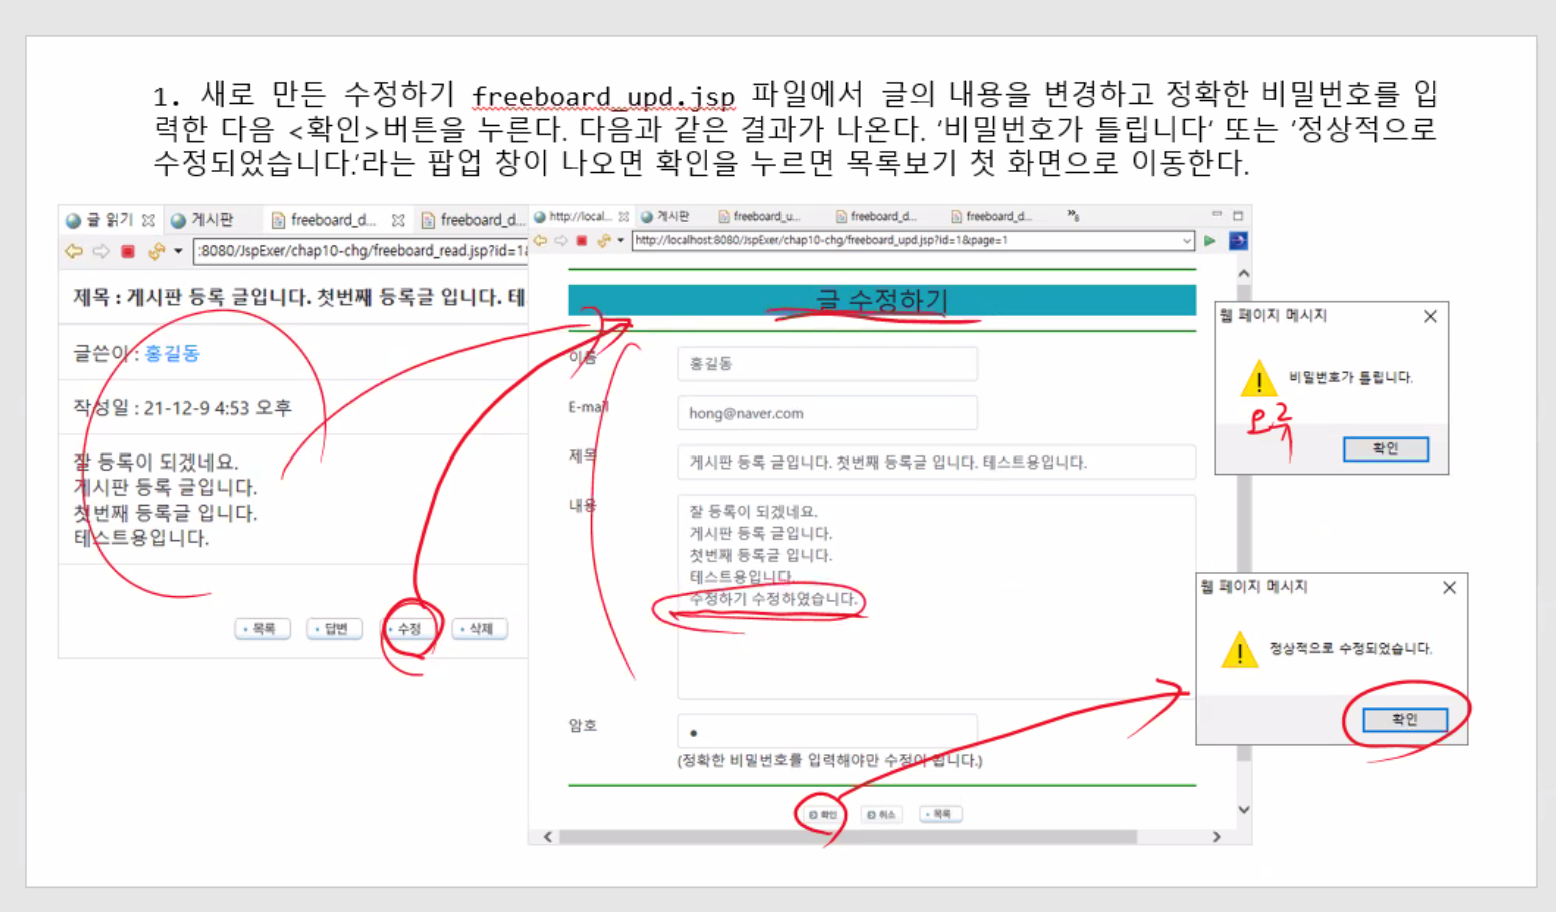 1. 새로 만든 수정하기 freeboard_upd.jsp 파일에서 글의 내용을 변경하고 정확한 비밀번호를 입
력한 다음 <확인>버튼을 누른다. 다음과 같은 결과가 나온다. ‘비밀번호가 틀립니다‘ 또는 ‘정상적으로
수정되었습니다.‘라는 팝업 창이 나오면 확인을 누르면 목록보기 첫 화면으로 이동한다.
글 읽기 게시판 freeboard_d... freeboard_d...
:8080/JspExer/chap10-chg/freeboard_read.jsp?id=1&
제목 : 게시판 등록 글입니다. 첫번째 등록글 입니다. 테
글쓴이 : 홍길동
작성일 : 21-12-9 4:53 오후
잘 등록이 되겠네요.
게시판 등록 글입니다.
첫번째 등록글 입니다.
테스트용입니다.
목록 답변 수정 삭제
http://local... 게시판 freeboard_u... freeboard_d... freeboard_d... »8
http://localhost:8080/JspExer/chap10-chg/freeboard_upd.jsp?id=1&page=1
글 수정하기
이름 홍길동
E-mail hong@naver.com
제목 게시판 등록 글입니다. 첫번째 등록글 입니다. 테스트용입니다.
내용 잘 등록이 되겠네요.
게시판 등록 글입니다.
첫번째 등록글 입니다.
테스트용입니다.
수정하기 수정하였습니다.
암호
(정확한 비밀번호를 입력해야만 수정이 됩니다.)
확인 취소 목록
웹 페이지 메시지
비밀번호가 틀립니다.
확인
웹 페이지 메시지
정상적으로 수정되었습니다.
확인